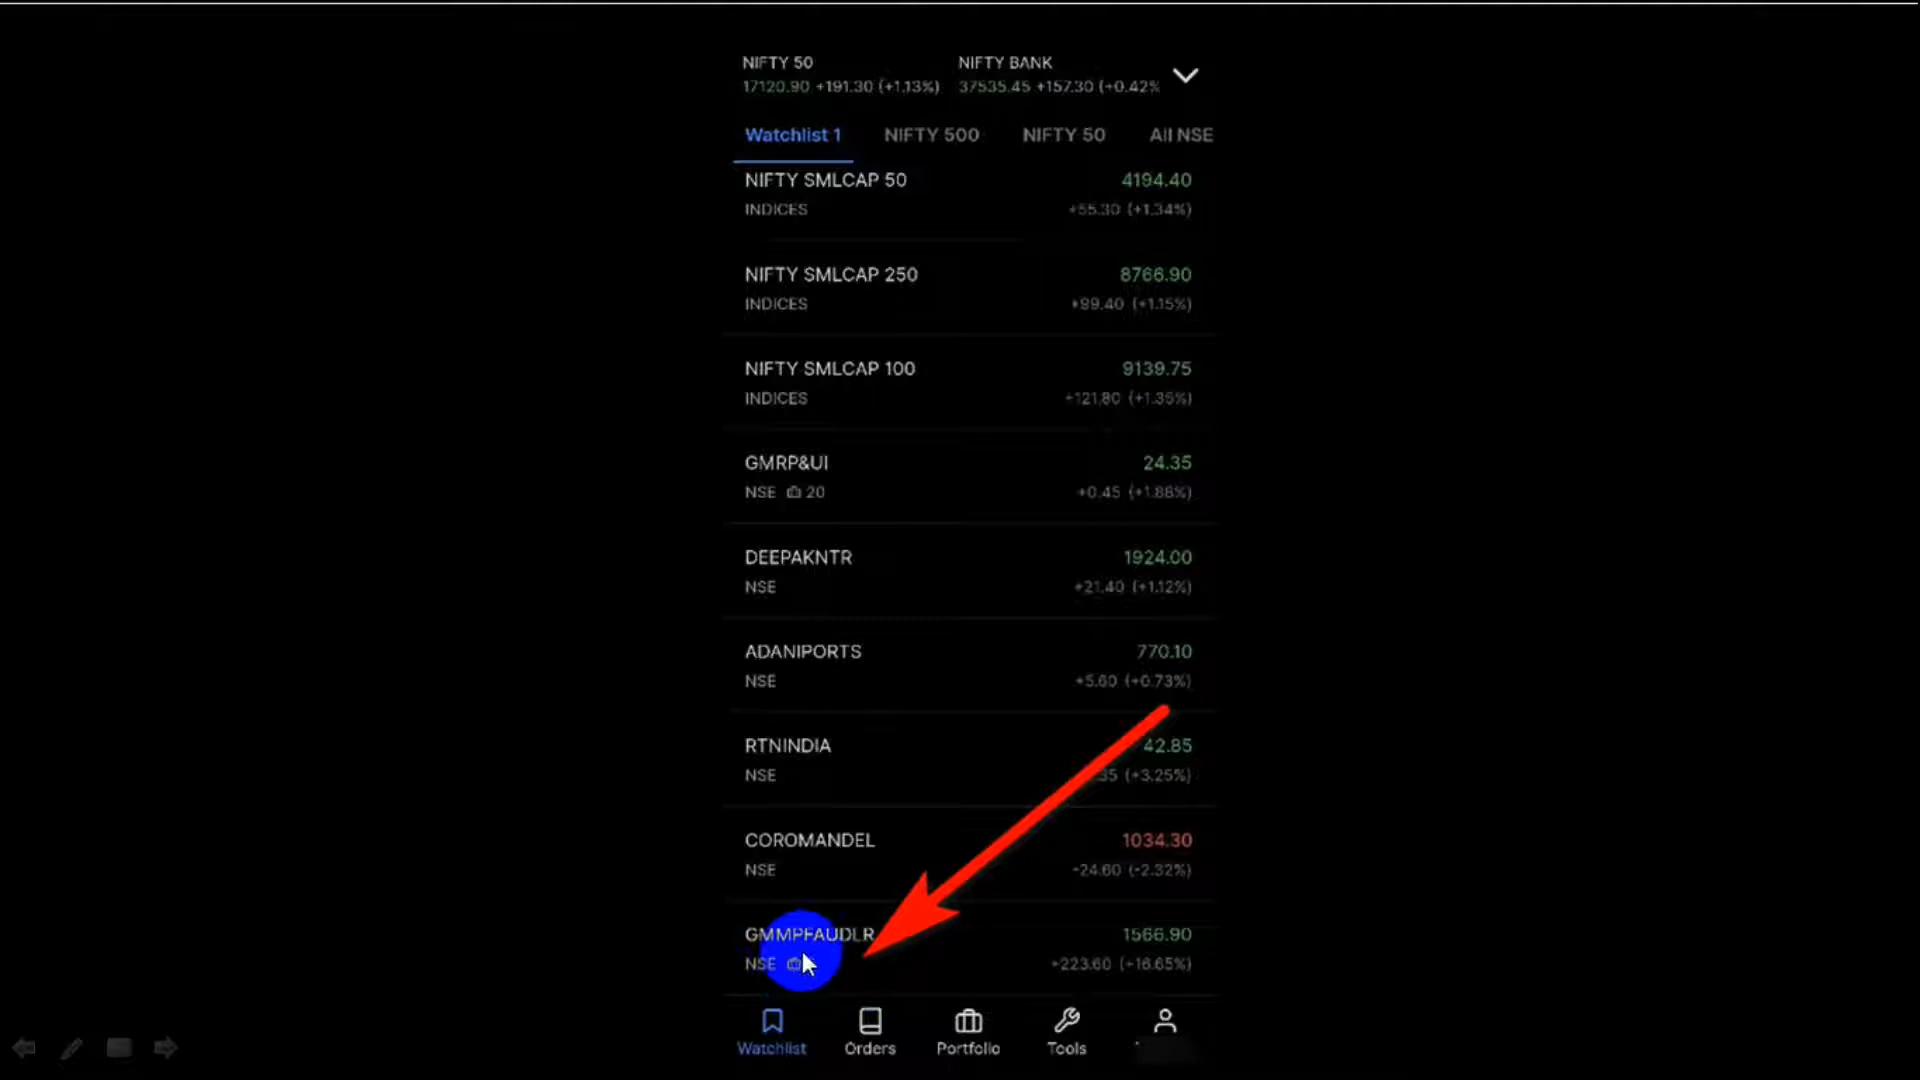 NIFTY 50 NIFTY BANK
17120.90 +191.30 (+1.13%) 37535.45 +157.30 (+0.42%
Watchlist 1 NIFTY 500 NIFTY 50 All NSE
NIFTY SMLCAP 50 4194.40
INDICES +55.30 (+1.34%)
NIFTY SMLCAP 250 8766.90
INDICES +99.40 (+1.15%)
NIFTY SMLCAP 100 9139.75
INDICES +121.80 (+1.35%)
GMRP&UI 24.35
NSE 20 +0.45 (+1.88%)
DEEPAKNTR 1924.00
NSE +21.40 (+1.12%)
ADANIPORTS 770.10
NSE +5.60 (+0.73%)
RTNINDIA 42.85
NSE 35 (+3.25%)
COROMANDEL 1034.30
NSE -24.60 (-2.32%)
GMMPFAUDLR 1566.90
NSE +223.60 (+16.65%)
Watchlist Orders Portfolio Tools